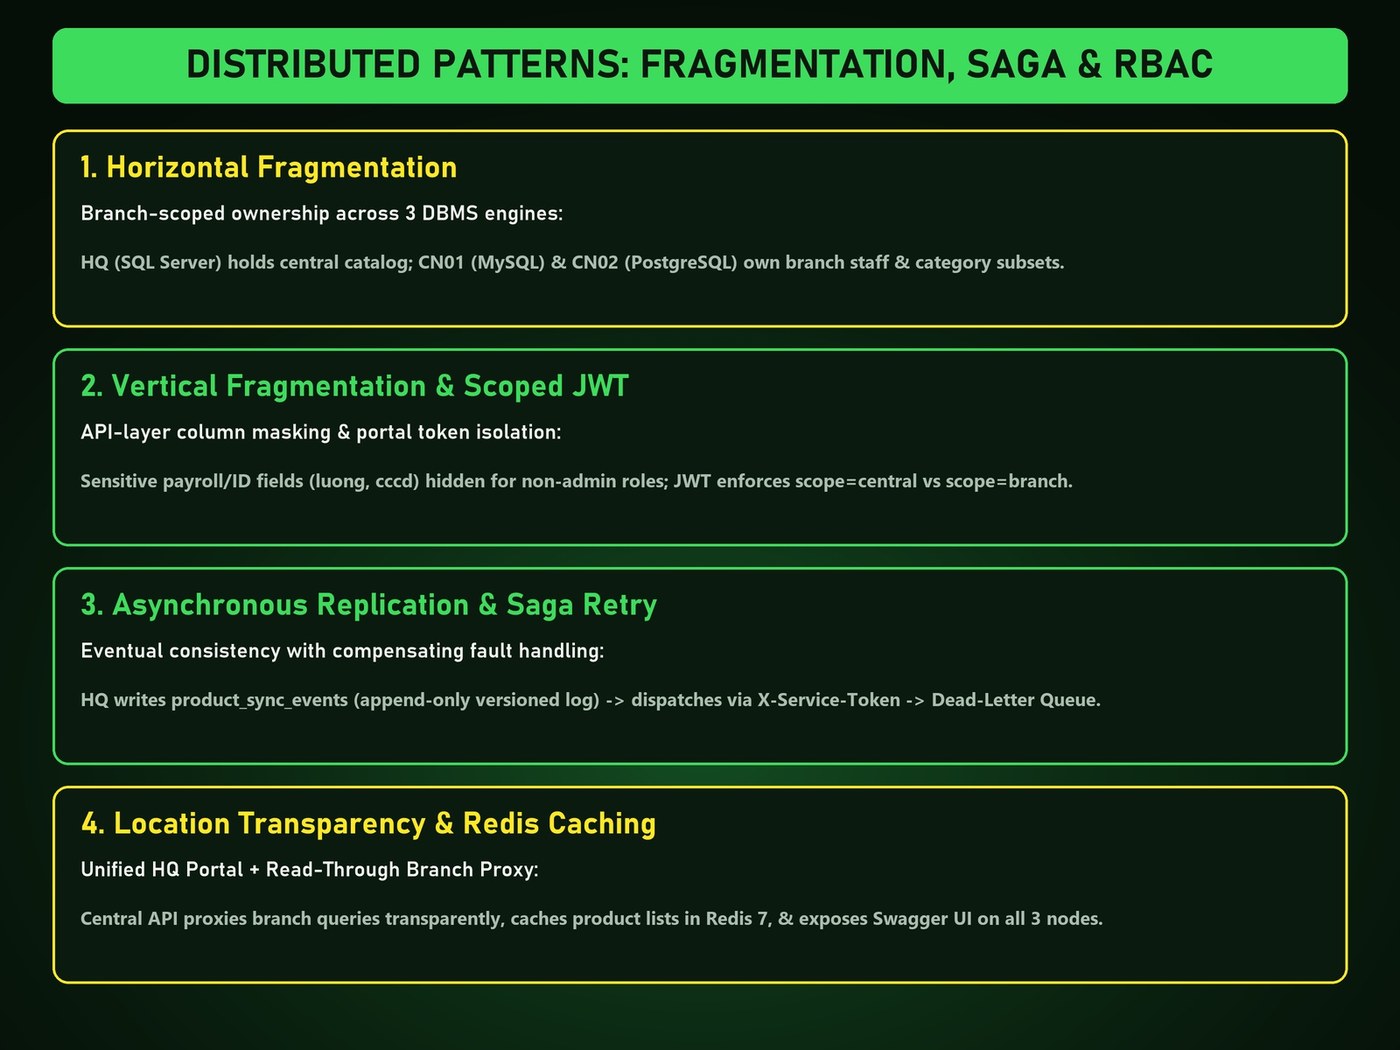 DISTRIBUTED PATTERNS: FRAGMENTATION, SAGA & RBAC
1. Horizontal Fragmentation
Branch-scoped ownership across 3 DBMS engines:
HQ (SQL Server) holds central catalog; CN01 (MySQL) & CN02 (PostgreSQL) own branch staff & category subsets.
2. Vertical Fragmentation & Scoped JWT
API-layer column masking & portal token isolation:
Sensitive payroll/ID fields (luong, cccd) hidden for non-admin roles; JWT enforces scope=central vs scope=branch.
3. Asynchronous Replication & Saga Retry
Eventual consistency with compensating fault handling:
HQ writes product_sync_events (append-only versioned log) -> dispatches via X-Service-Token -> Dead-Letter Queue.
4. Location Transparency & Redis Caching
Unified HQ Portal + Read-Through Branch Proxy:
Central API proxies branch queries transparently, caches product lists in Redis 7, & exposes Swagger UI on all 3 nodes.